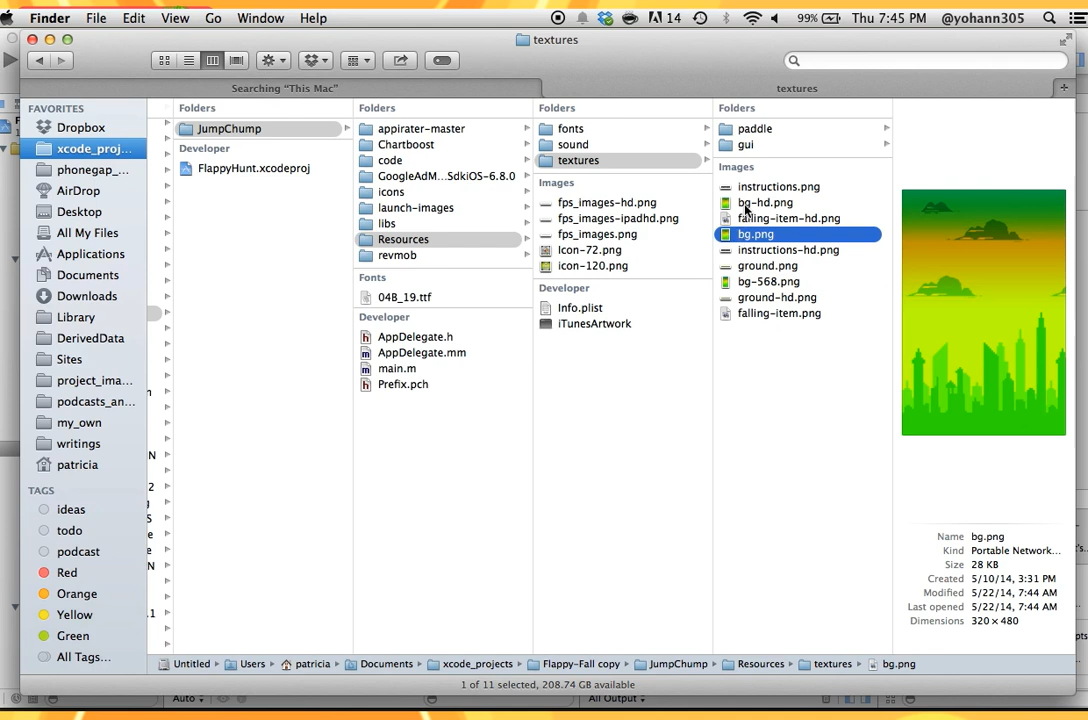 Finder File Edit View Go Window Help 14 99% Thu 7:45 PM @yohann305
textures
Searching “This Mac” textures
FAVORITES
Dropbox
xcode_proj...
phonegap_...
AirDrop
Desktop
All My Files
Applications
Documents
Downloads
Library
DerivedData
Sites
project_ima...
podcasts_an...
my_own
writings
patricia
TAGS
ideas
todo
podcast
Red
Orange
Yellow
Green
All Tags...
Folders
JumpChump
Developer
FlappyHunt.xcodeproj
Folders
appirater-master
Chartboost
code
GoogleAdM...SdkiOS-6.8.0
icons
launch-images
libs
Resources
revmob
Fonts
04B_19.ttf
Developer
AppDelegate.h
AppDelegate.mm
main.m
Prefix.pch
Folders
fonts
sound
textures
Images
fps_images-hd.png
fps_images-ipadhd.png
fps_images.png
Icon-72.png
icon-120.png
Developer
Info.plist
iTunesArtwork
Folders
paddle
gui
Images
instructions.png
bg-hd.png
falling-item-hd.png
bg.png
instructions-hd.png
ground.png
bg-568.png
ground-hd.png
falling-item.png
Name bg.png
Kind Portable Network...
Size 28 KB
Created 5/10/14, 3:31 PM
Modified 5/22/14, 7:44 AM
Last opened 5/22/14, 7:44 AM
Dimensions 320 × 480
Untitled Users patricia Documents xcode_projects Flappy-Fall copy JumpChump Resources textures bg.png
1 of 11 selected, 208.74 GB available
Auto All Output